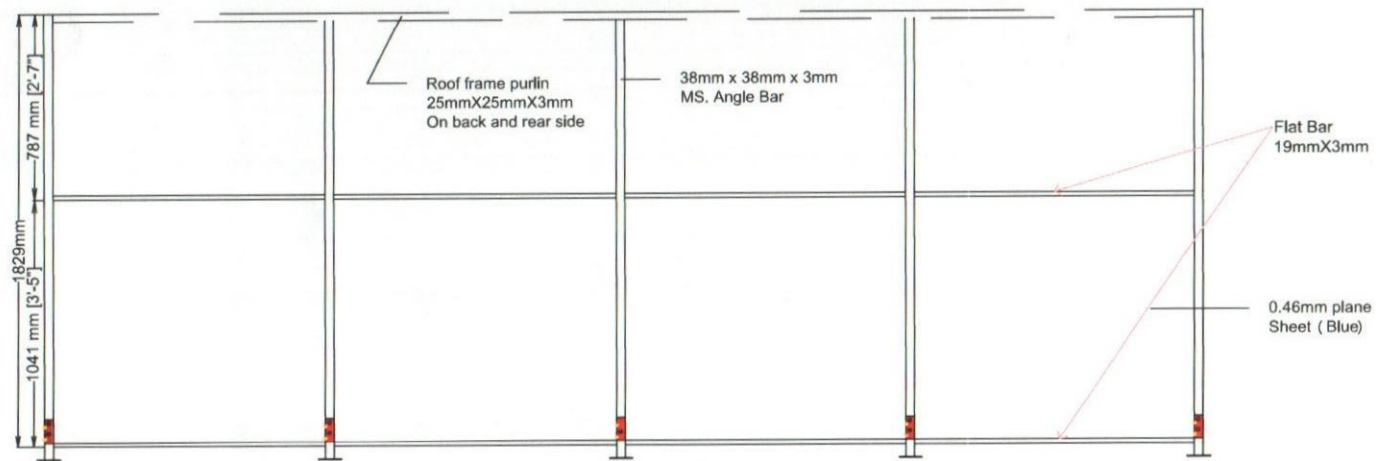 Roof frame purlin
25mmX25mmX3mm
On back and rear side
38mm x 38mm x 3mm
MS. Angle Bar
Flat Bar
19mmX3mm
0.46mm plane
Sheet ( Blue)
787 mm [2'-7"]
1829mm
1041 mm [3'-5"]